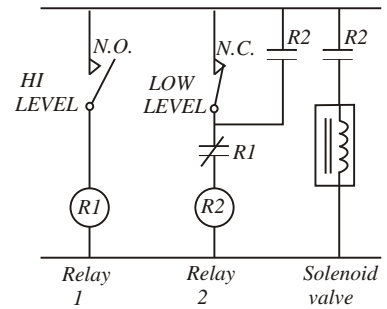 N.O.
N.C.
R2
R2
HI
LEVEL
LOW
LEVEL
R1
R1
R2
Relay
1
Relay
2
Solenoid
valve